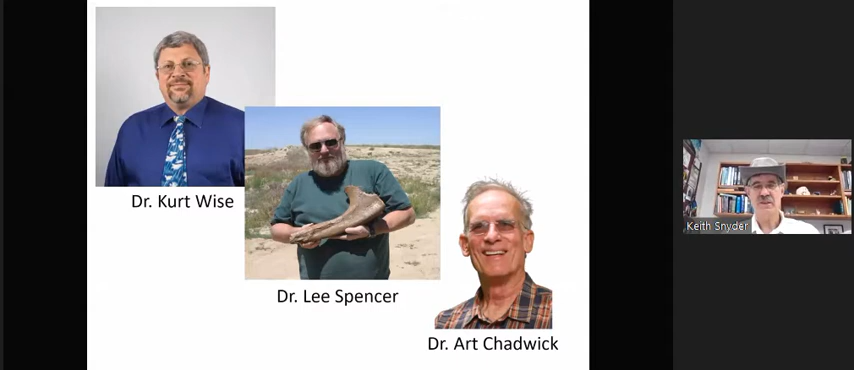 Dr. Kurt Wise
Dr. Lee Spencer
Dr. Art Chadwick
Keith Snyder